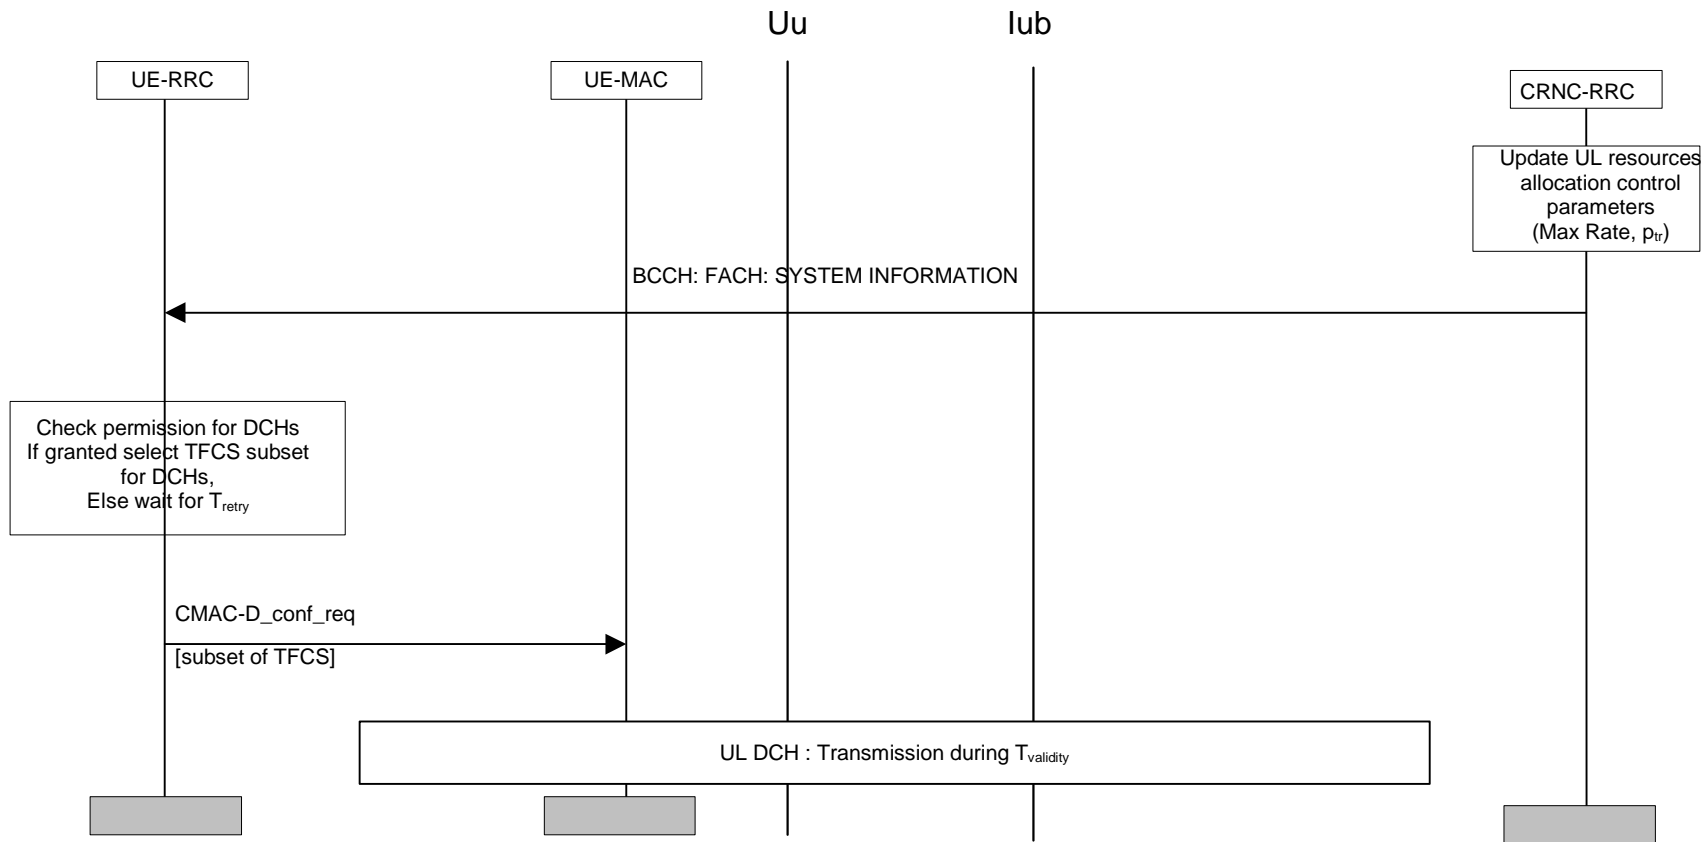 Uu
Iub
UE-RRC
UE-MAC
CRNC-RRC
Update UL resources
allocation control
parameters
(Max Rate, ptr)
BCCH: FACH: SYSTEM INFORMATION
Check permission for DCHs
If granted select TFCS subset
for DCHs,
Else wait for Tretry
CMAC-D_conf_req
[subset of TFCS]
UL DCH : Transmission during Tvalidity